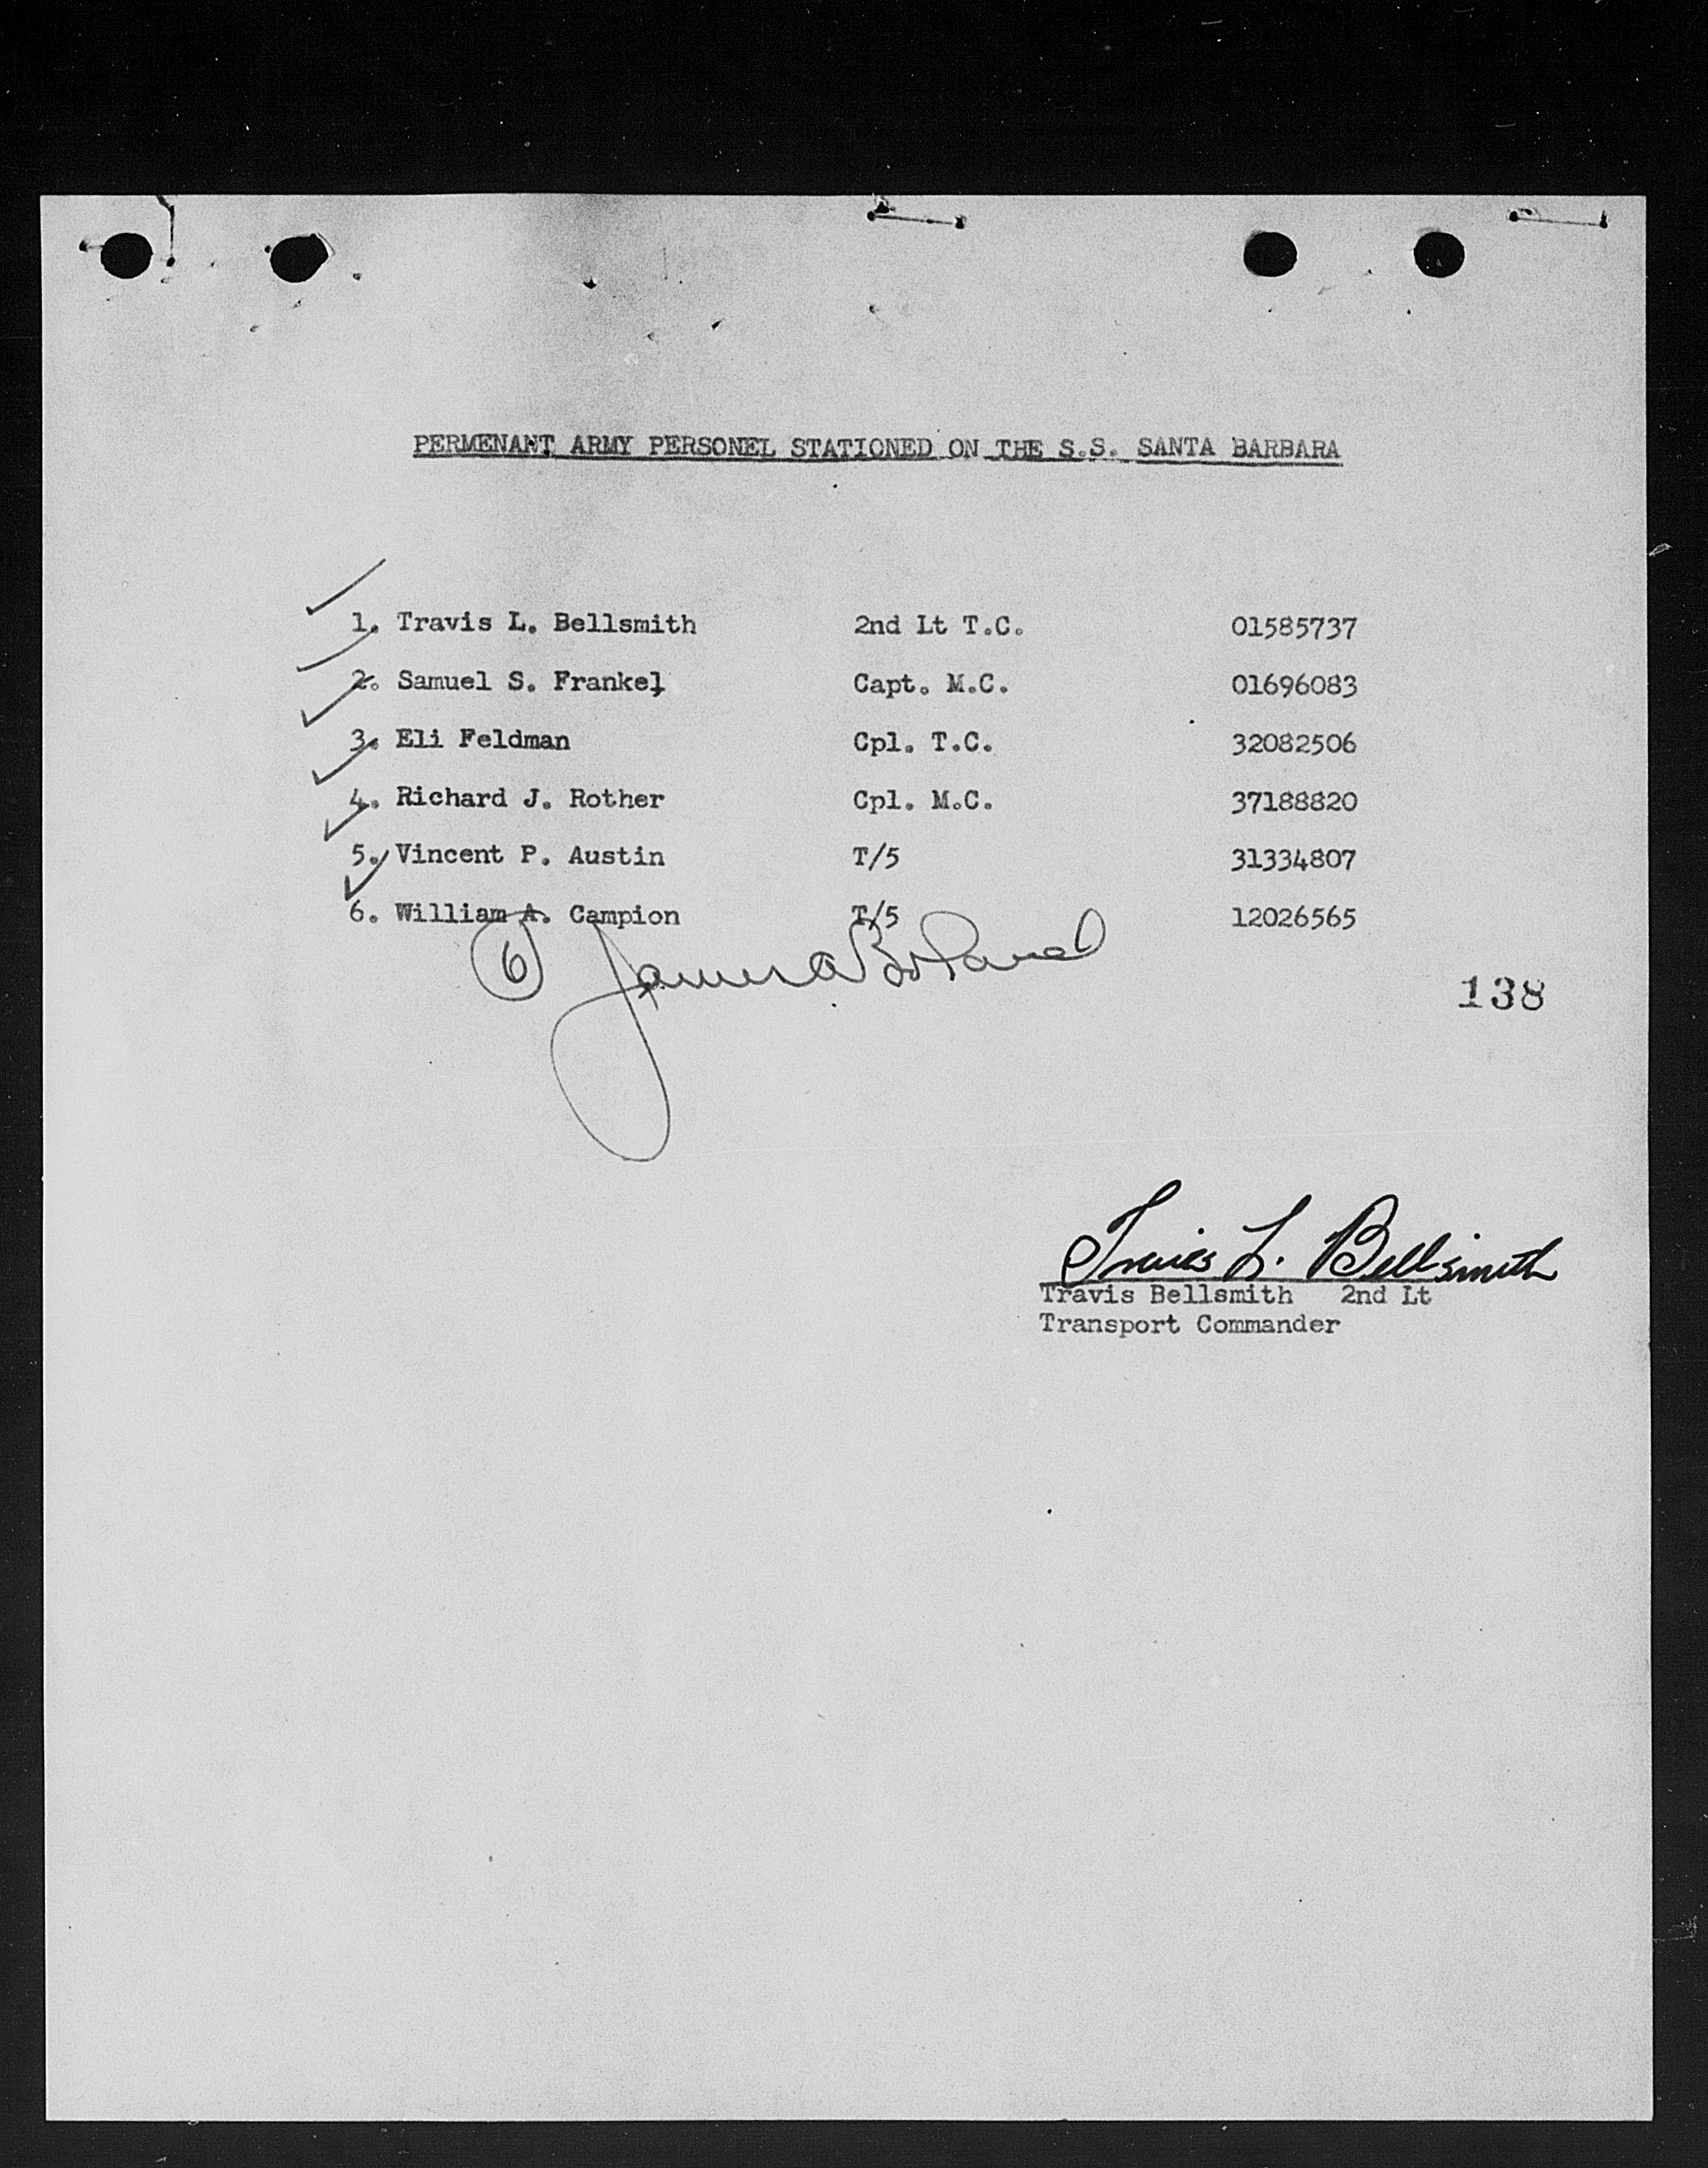 PERMENANT ARMY PERSONEL STATIONED ON THE S.S. SANTA BARBARA
1. Travis L. Bellsmith 2nd Lt T.C. 01585737
2. Samuel S. Frankel Capt. M.C. 01696083
3. Eli Feldman Cpl. T.C. 32082506
4. Richard J. Rother Cpl. M.C. 37188820
5. Vincent P. Austin T/5 31334807
6. William A. Campion T/5 12026565
6 James A
138
Travis L. Bellsmith
Travis Bellsmith 2nd Lt
Transport Commander